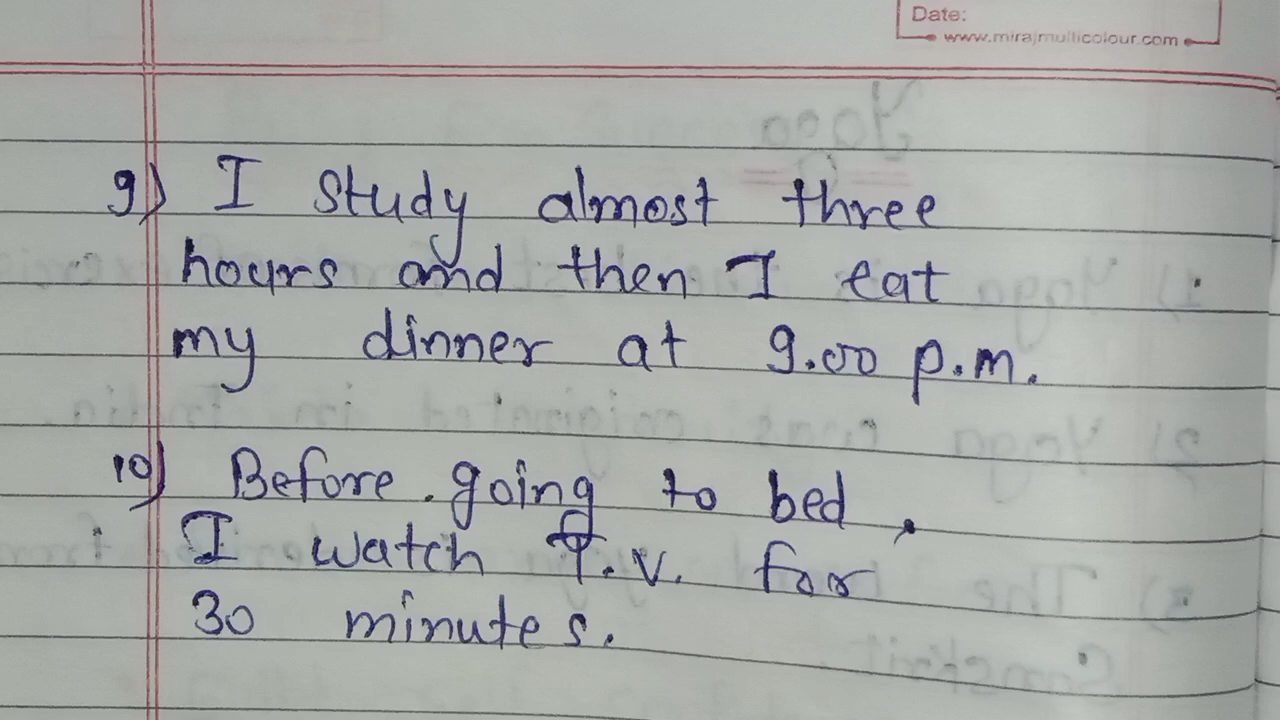 Date:
www.mirajmulticolour.com
9) I study almost three
hours and then I eat
my dinner at 9.00 p.m.
10) Before going to bed,
I watch T.V. for
30 minutes.